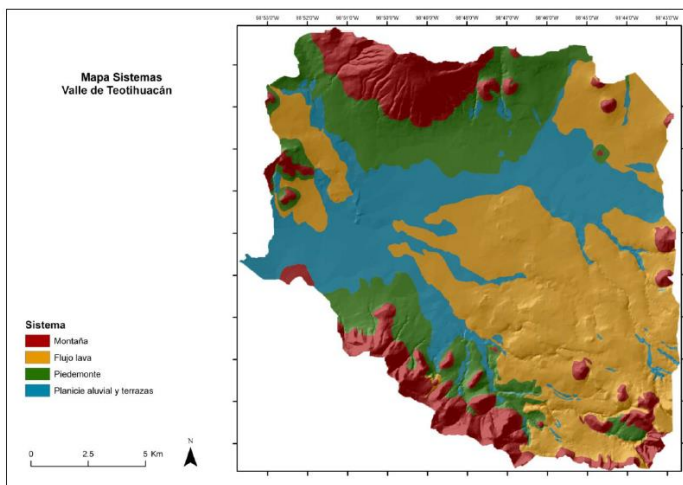 Mapa Sistemas
Valle de Teotihuacán
Sistema
Montaña
Flujo lava
Piedemonte
Planicie aluvial y terrazas
0 2.5 5 Km
N